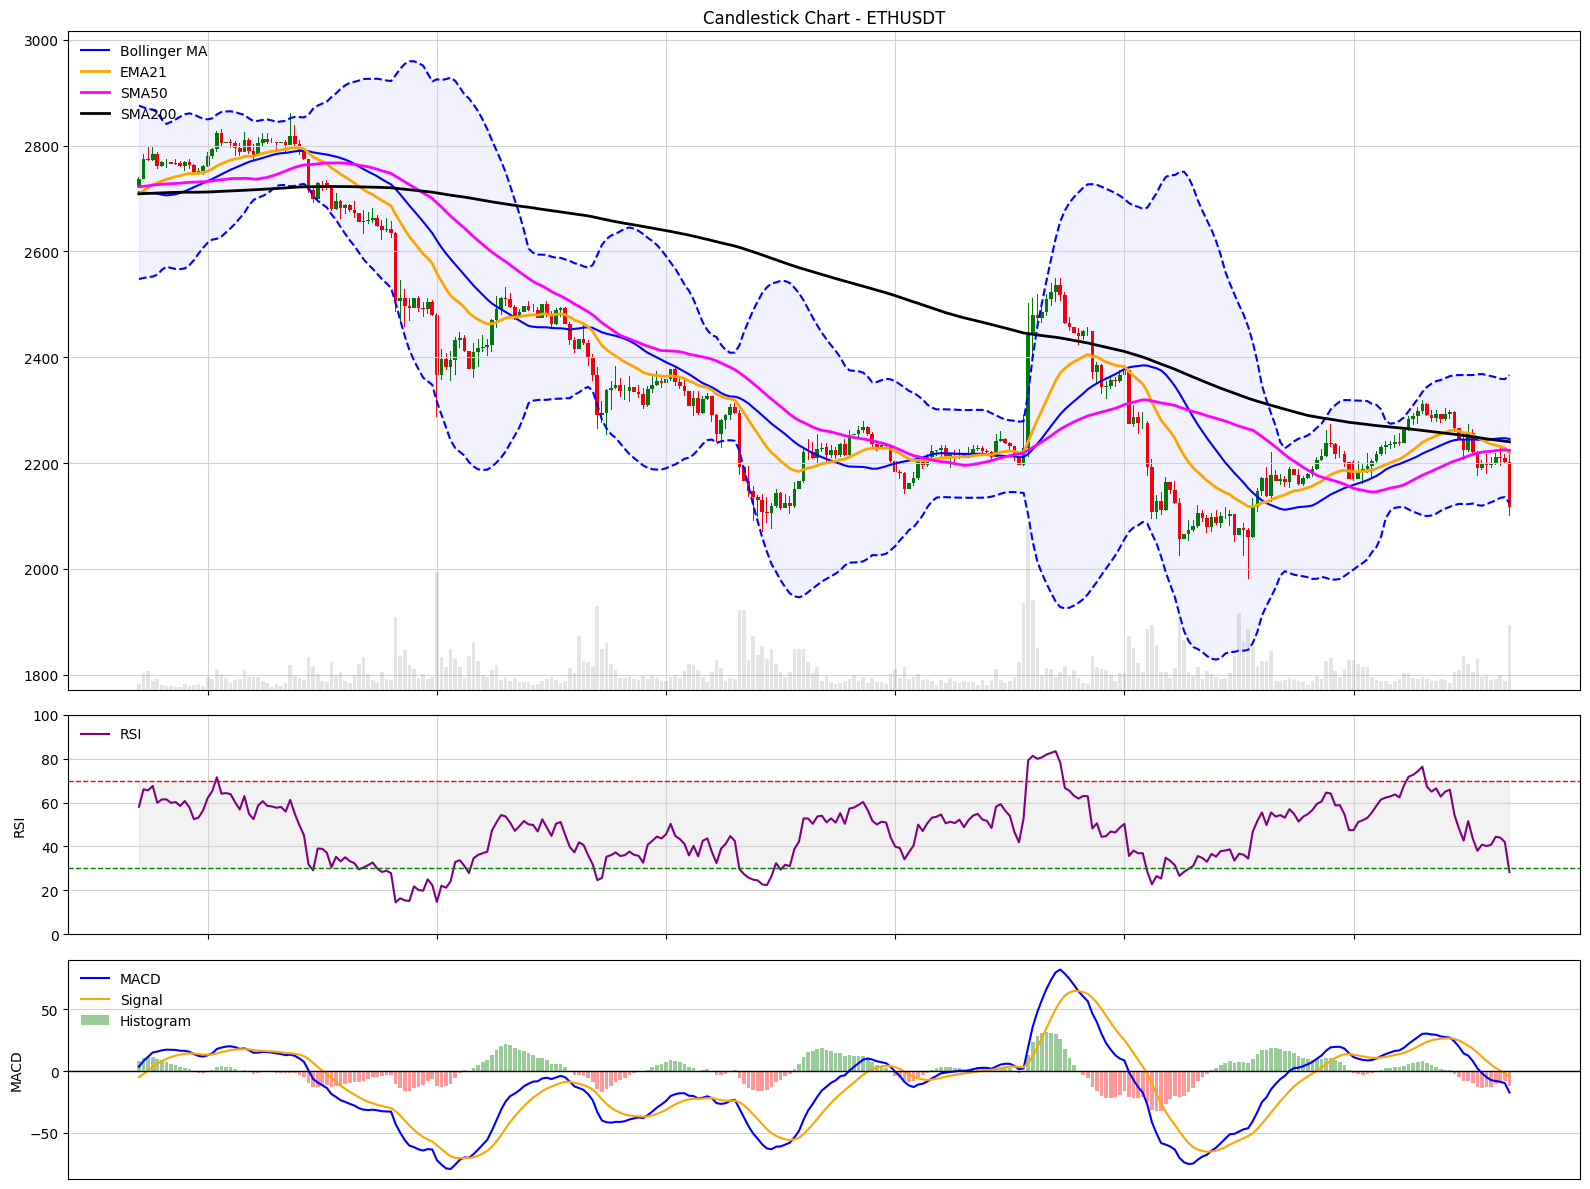 Candlestick Chart - ETHUSDT
3000
2800
2600
2400
2200
2000
1800
Bollinger MA
EMA21
SMA50
SMA200
100
80
60
40
20
0
RSI
RSI
50
0
−50
MACD
MACD
Signal
Histogram